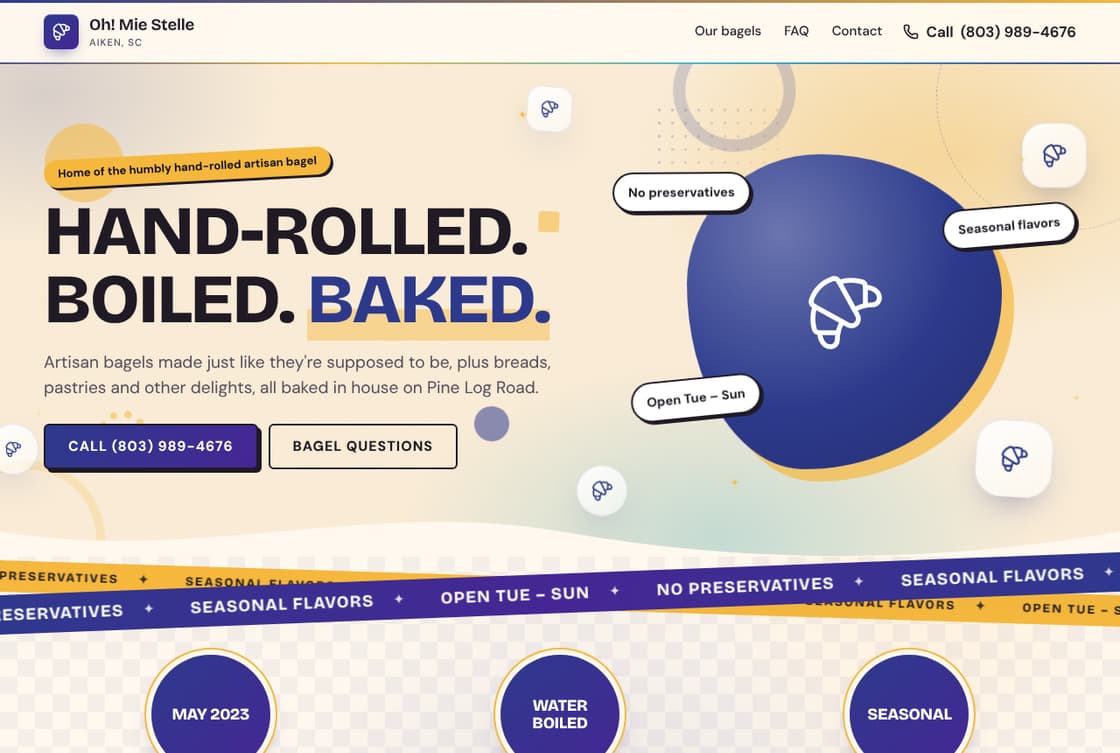 Oh! Mie Stelle
AIKEN, SC
Our bagels
FAQ
Contact
Call (803) 989-4676
Home of the humbly hand-rolled artisan bagel
HAND-ROLLED.
BOILED. BAKED.
Artisan bagels made just like they're supposed to be, plus breads,
pastries and other delights, all baked in house on Pine Log Road.
CALL (803) 989-4676
BAGEL QUESTIONS
No preservatives
Seasonal flavors
Open Tue – Sun
PRESERVATIVES ✦ SEASONAL FLAVORS
SEASONAL FLAVORS ✦ OPEN TUE –
✦ SEASONAL FLAVORS ✦ OPEN TUE – SUN ✦ NO PRESERVATIVES ✦ SEASONAL FLAVORS ✦
MAY 2023
WATER
BOILED
SEASONAL